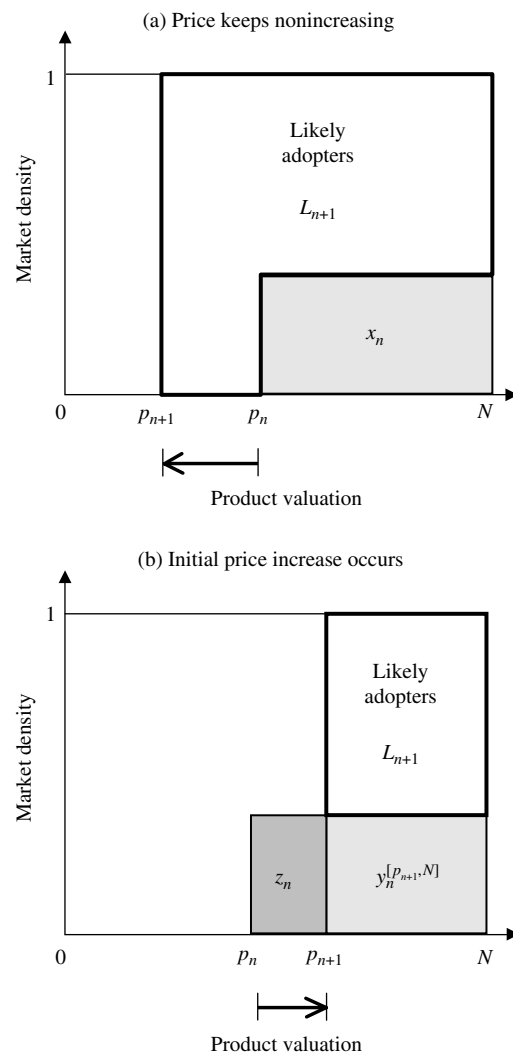 (a) Price keeps nonincreasing
1
Likely
adopters
L_{n+1}
Market density
x_n
0 p_{n+1} p_n N
Product valuation
(b) Initial price increase occurs
1
Likely
adopters
L_{n+1}
Market density
z_n y_n^{[p_{n+1}, N]}
0 p_n p_{n+1} N
Product valuation